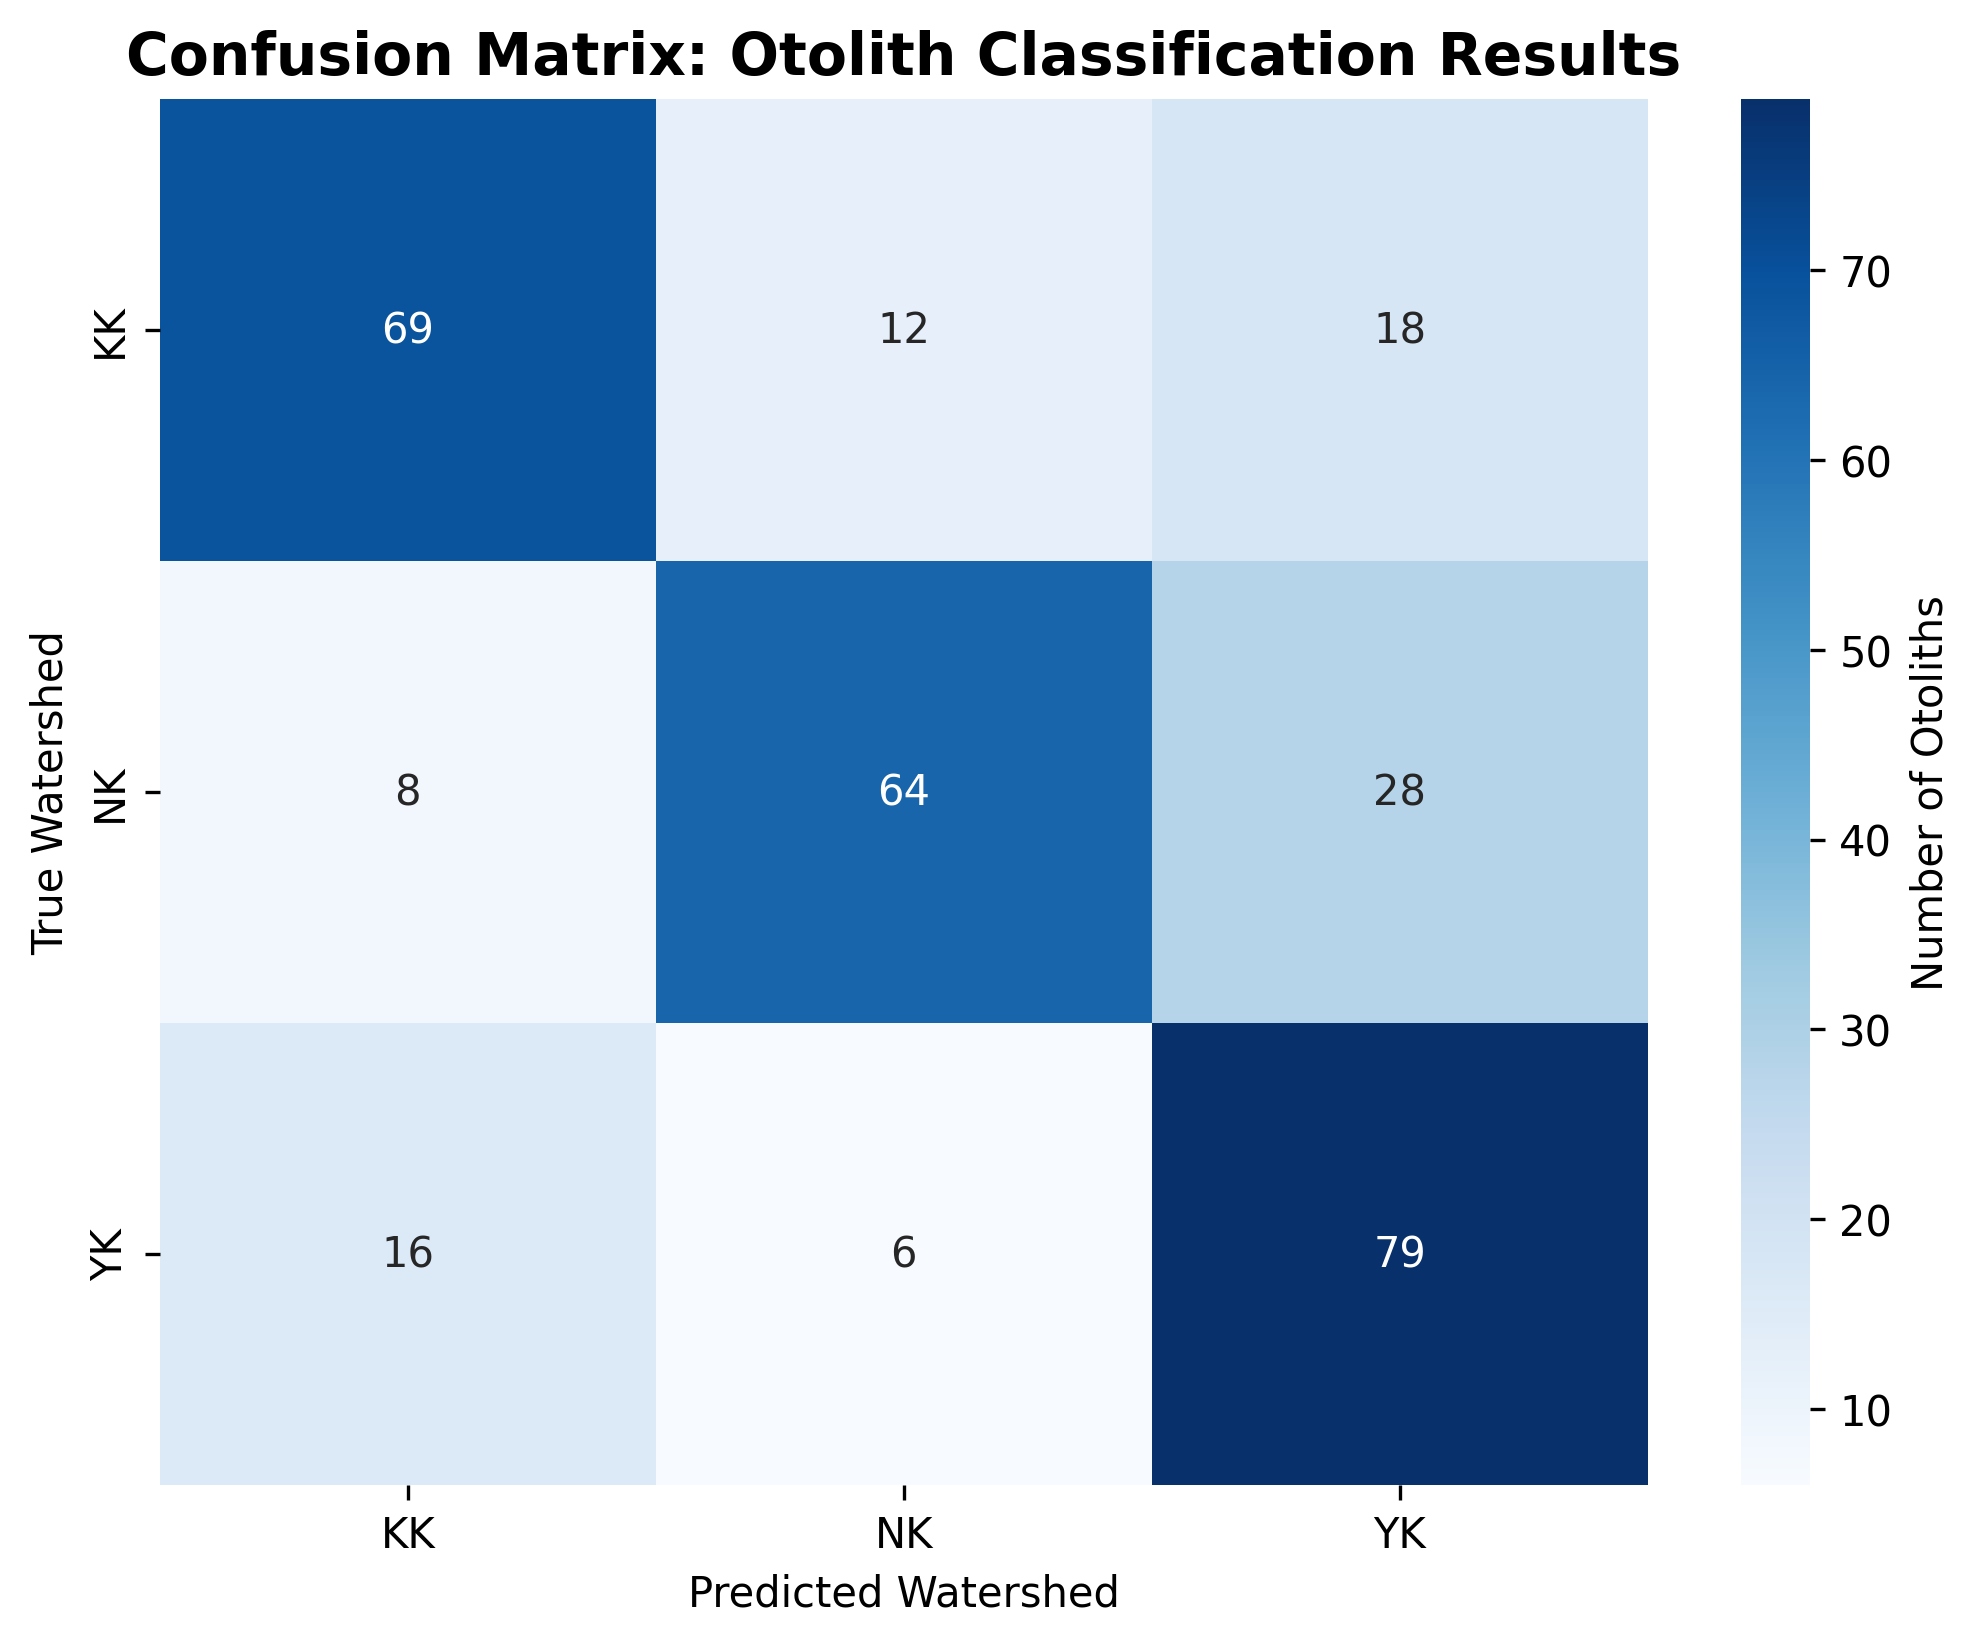 Confusion Matrix: Otolith Classification Results
True Watershed
KK
69
12
18
NK
8
64
28
YK
16
6
79
KK
NK
YK
Predicted Watershed
70
60
50
40
30
20
10
Number of Otoliths